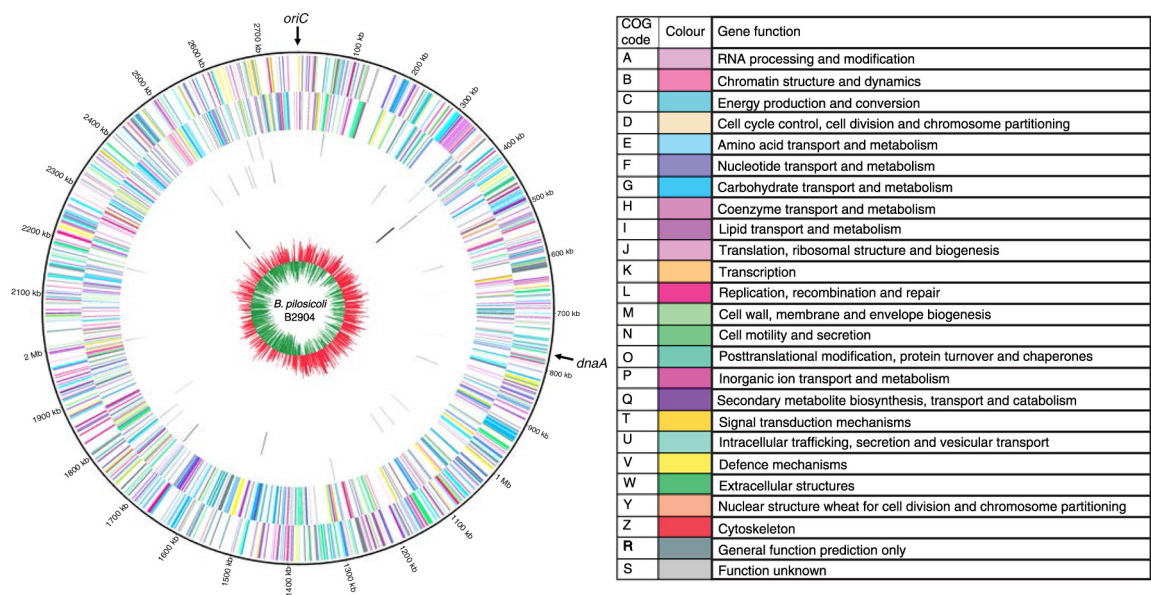 oriC
100 kb
200 kb
300 kb
400 kb
500 kb
600 kb
700 kb
dnaA
800 kb
900 kb
1 Mb
1100 kb
1200 kb
1300 kb
1400 kb
1500 kb
1600 kb
1700 kb
1800 kb
1900 kb
2 Mb
2100 kb
2200 kb
2300 kb
2400 kb
2500 kb
2600 kb
2700 kb
B. pilosicoli
B2904
COG code Colour Gene function
A RNA processing and modification
B Chromatin structure and dynamics
C Energy production and conversion
D Cell cycle control, cell division and chromosome partitioning
E Amino acid transport and metabolism
F Nucleotide transport and metabolism
G Carbohydrate transport and metabolism
H Coenzyme transport and metabolism
I Lipid transport and metabolism
J Translation, ribosomal structure and biogenesis
K Transcription
L Replication, recombination and repair
M Cell wall, membrane and envelope biogenesis
N Cell motility and secretion
O Posttranslational modification, protein turnover and chaperones
P Inorganic ion transport and metabolism
Q Secondary metabolite biosynthesis, transport and catabolism
T Signal transduction mechanisms
U Intracellular trafficking, secretion and vesicular transport
V Defence mechanisms
W Extracellular structures
Y Nuclear structure wheat for cell division and chromosome partitioning
Z Cytoskeleton
R General function prediction only
S Function unknown